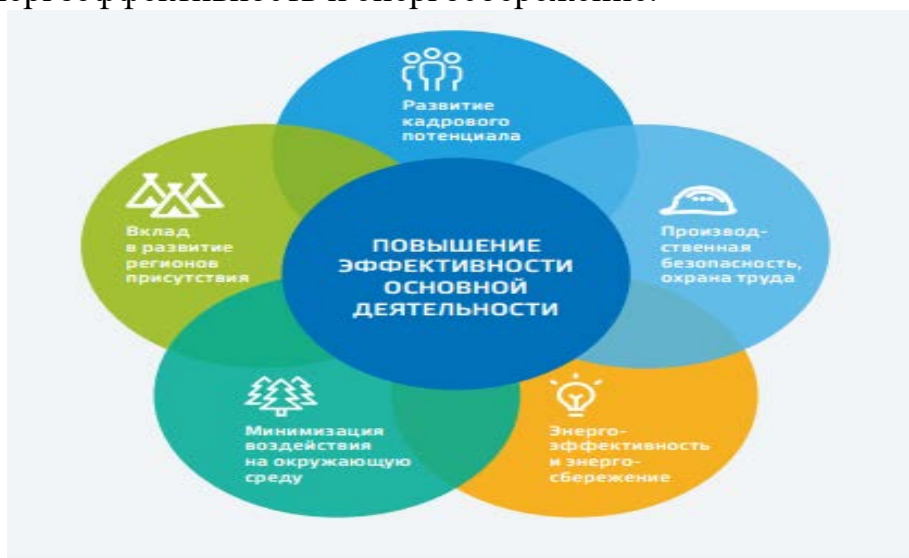 Развитие
кадрового
потенциала
Производ-
ственная
безопасность,
охрана труда
Энерго-
эффективность
и энерго-
сбережение
Минимизация
воздействия
на окружающую
среду
Вклад
в развитие
регионов
присутствия
ПОВЫШЕНИЕ
ЭФФЕКТИВНОСТИ
ОСНОВНОЙ
ДЕЯТЕЛЬНОСТИ